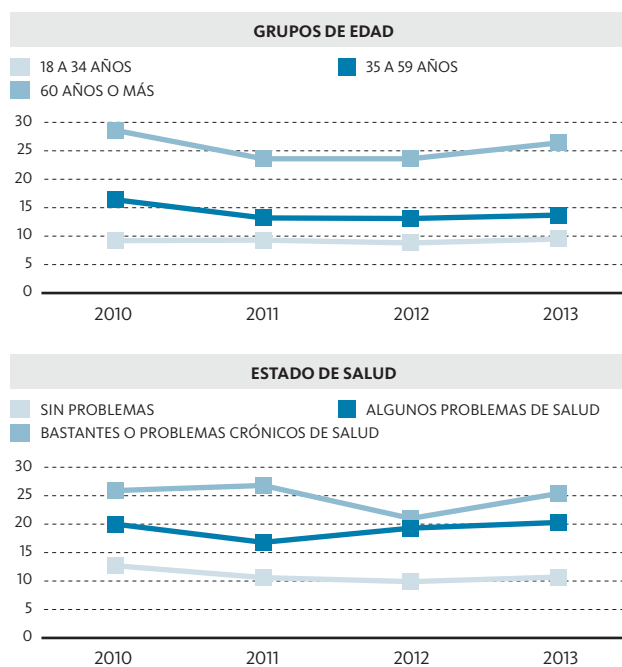 GRUPOS DE EDAD
18 A 34 AÑOS 35 A 59 AÑOS
60 AÑOS O MÁS
30
25
20
15
10
5
0
2010 2011 2012 2013
ESTADO DE SALUD
SIN PROBLEMAS ALGUNOS PROBLEMAS DE SALUD
BASTANTES O PROBLEMAS CRÓNICOS DE SALUD
30
25
20
15
10
5
0
2010 2011 2012 2013